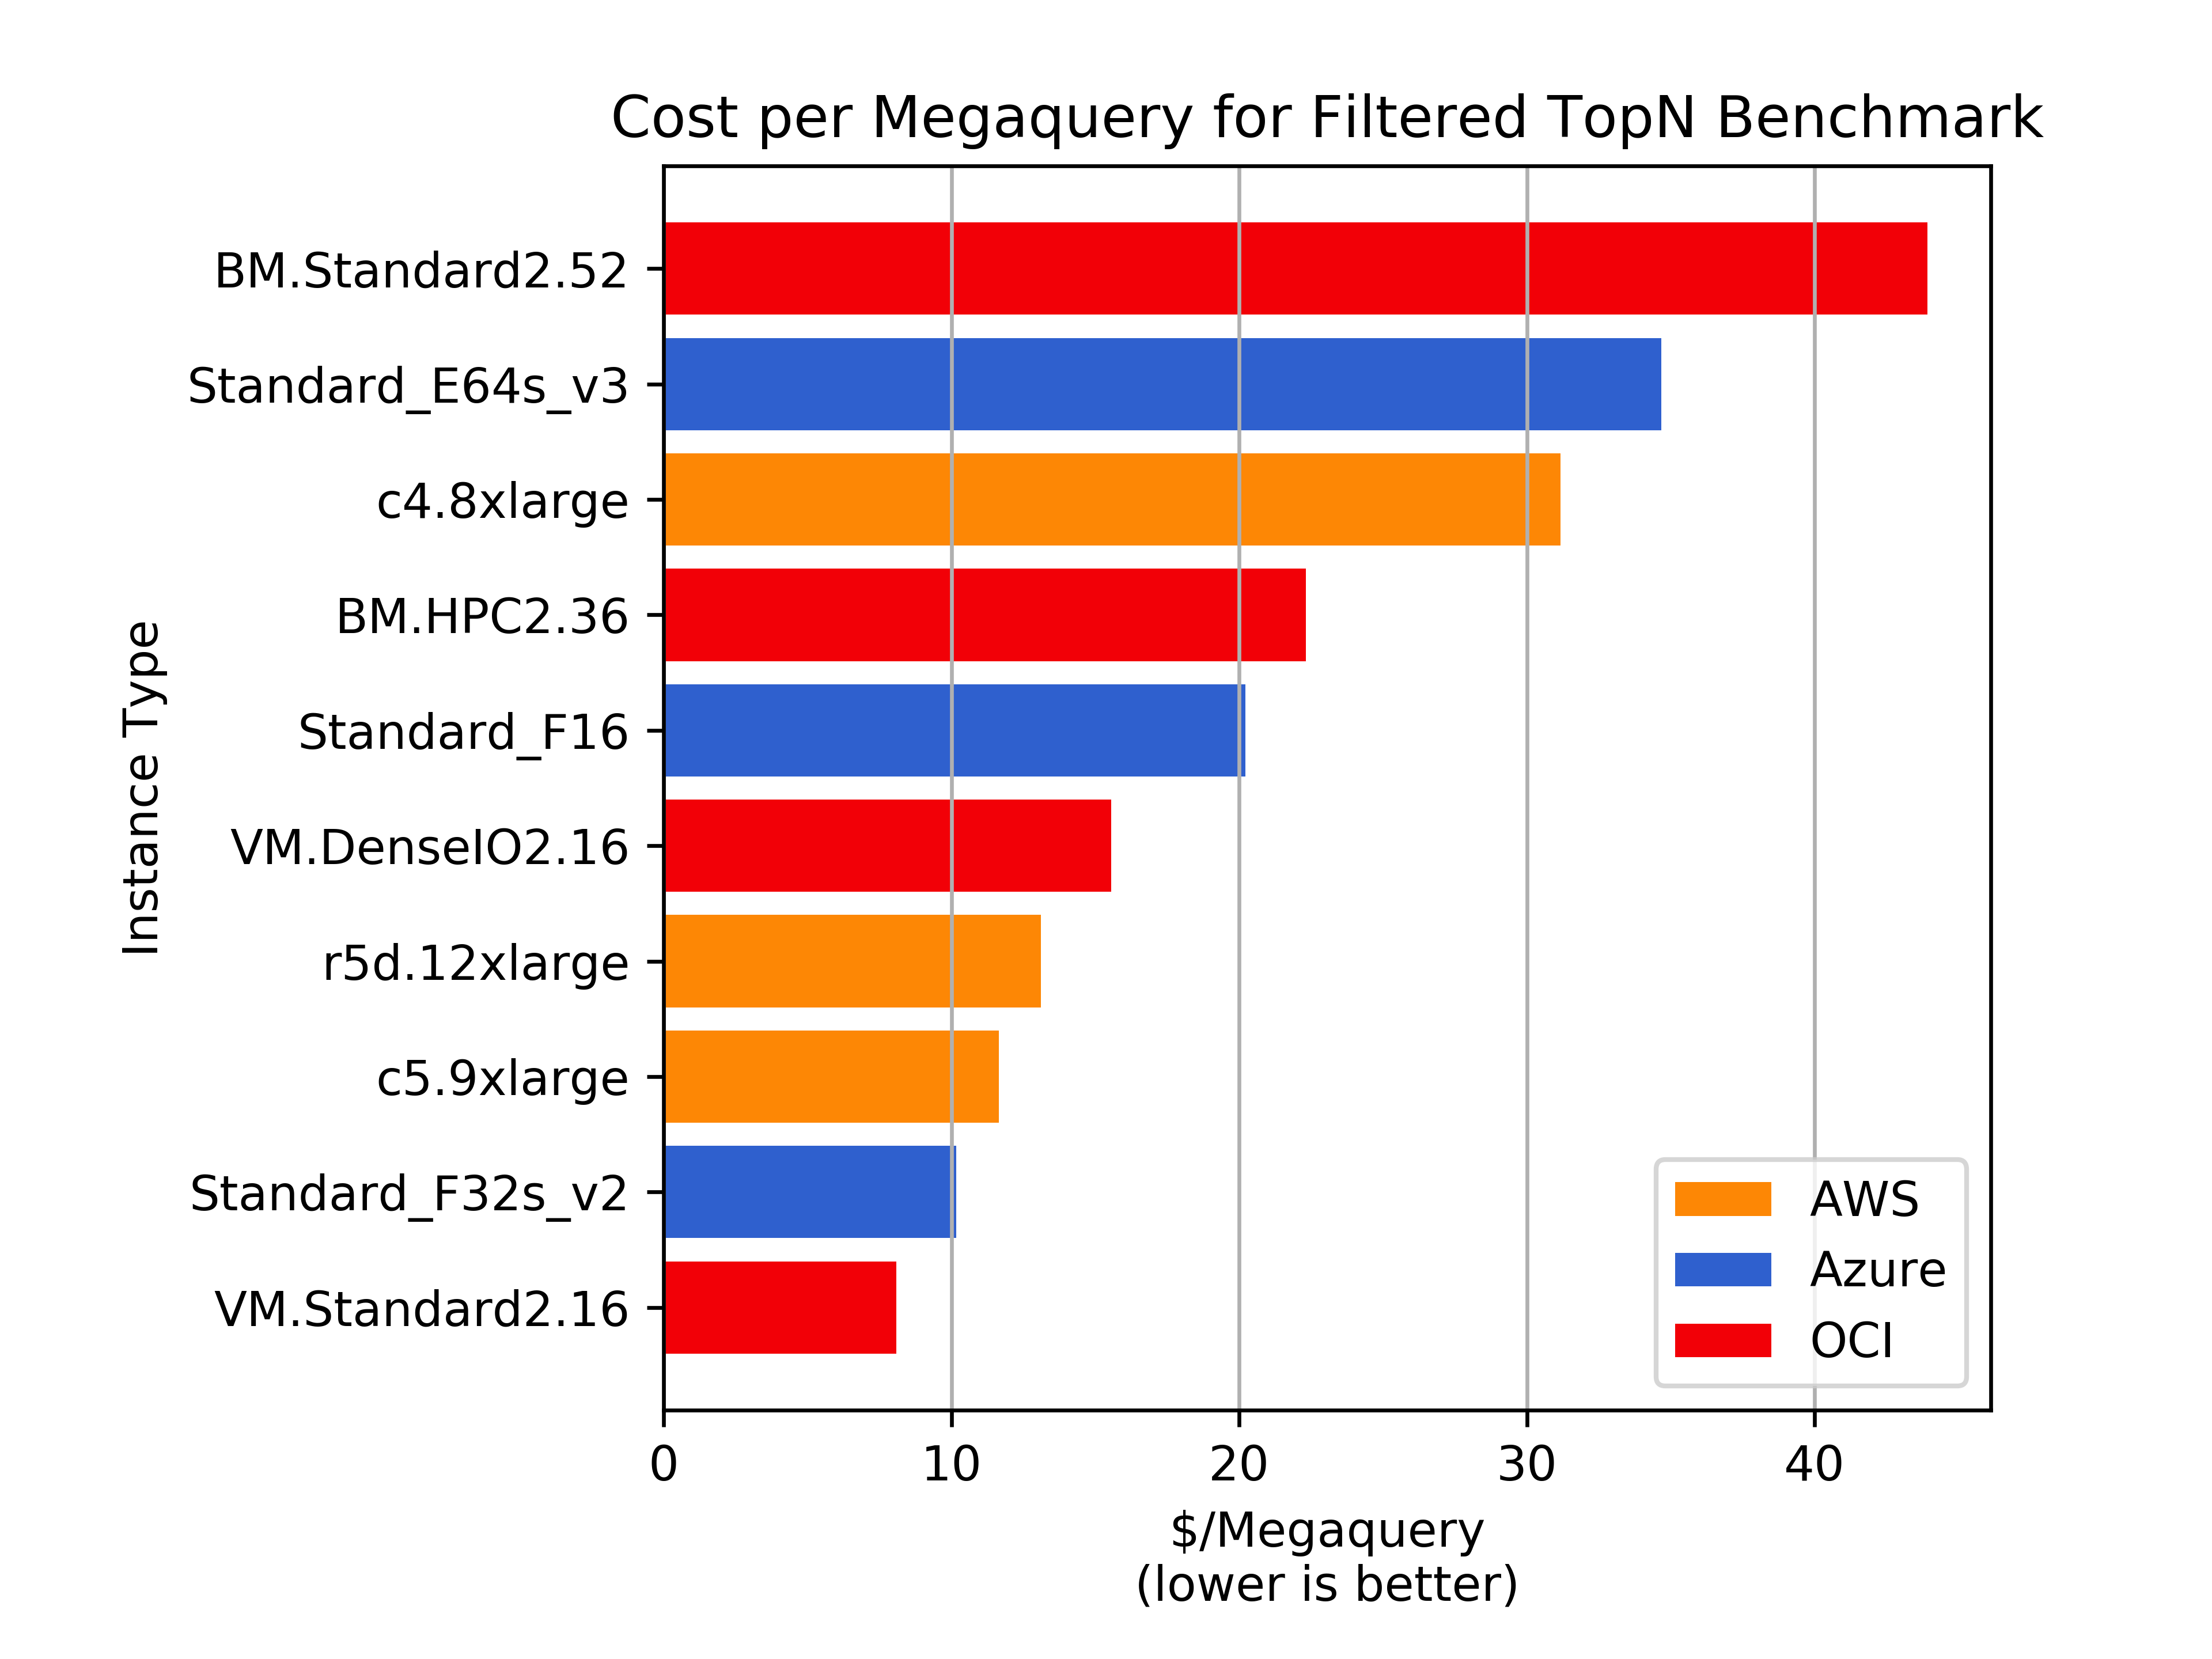 Cost per Megaquery for Filtered TopN Benchmark
BM.Standard2.52
Standard_E64s_v3
c4.8xlarge
BM.HPC2.36
Standard_F16
VM.DenseIO2.16
r5d.12xlarge
c5.9xlarge
Standard_F32s_v2
VM.Standard2.16
Instance Type
AWS
Azure
OCI
0 10 20 30 40
$/Megaquery
(lower is better)